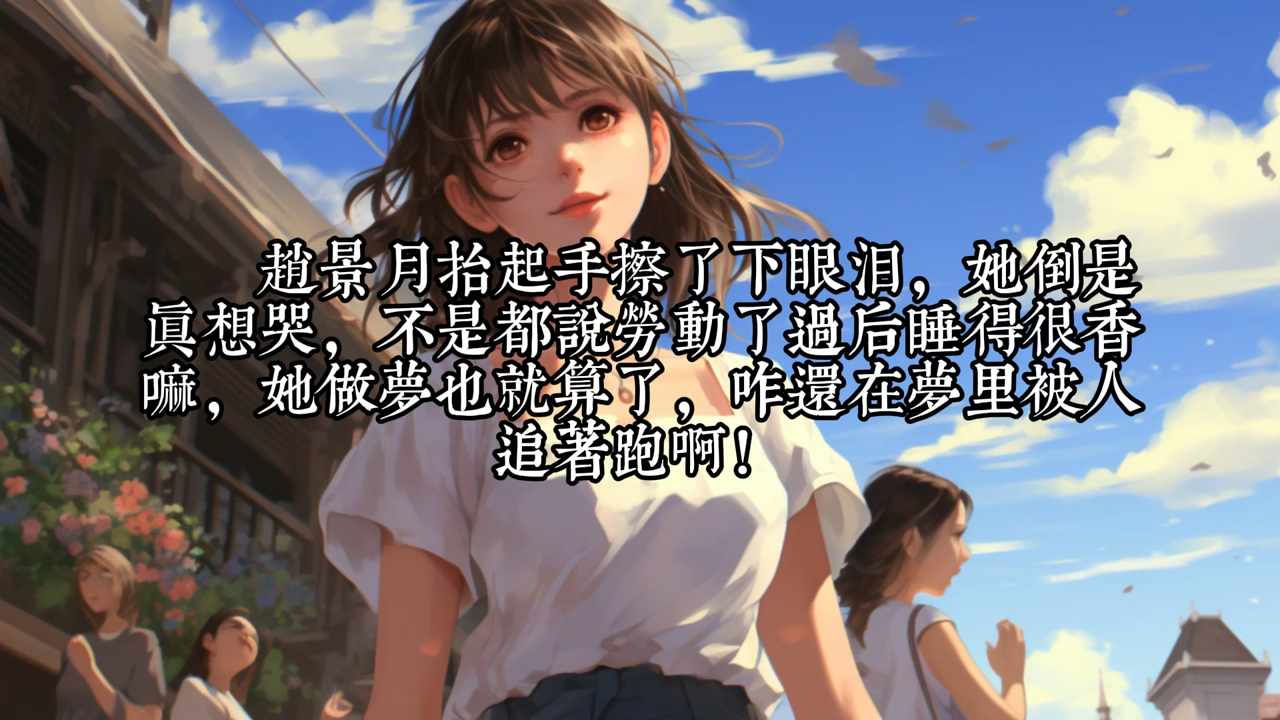 趙景月抬起手擦了下眼泪，她倒是
眞想哭，不是都說勞動了過后睡得很香
嘛，她做夢也就算了，咋還在夢里被人
追著跑啊！